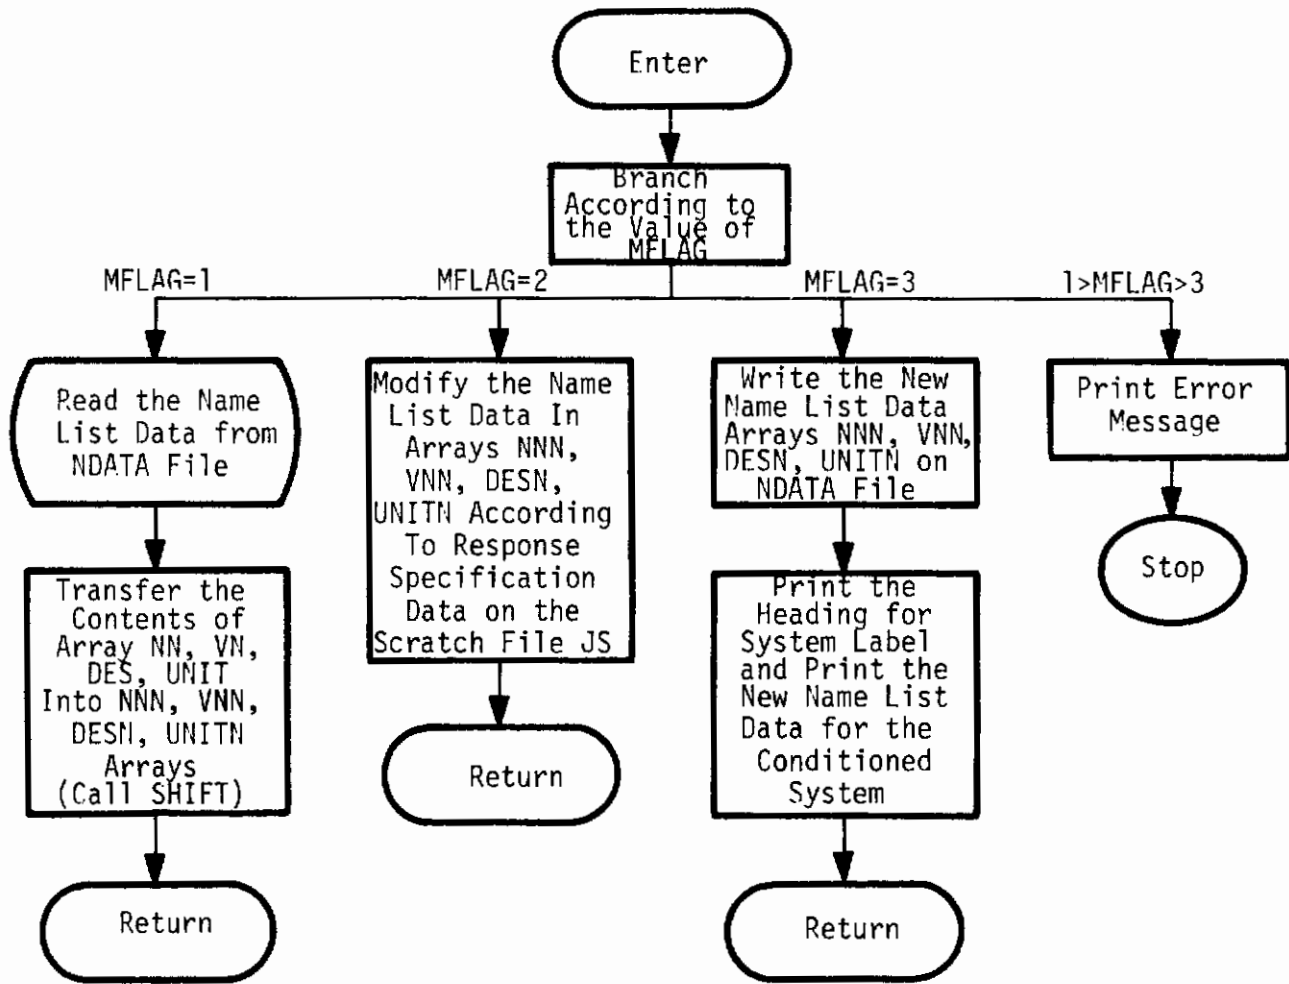 Enter
Branch
According to
the Value of
MFLAG
MFLAG=1
MFLAG=2
MFLAG=3
1>MFLAG>3
Read the Name
List Data from
NDATA File
Transfer the
Contents of
Array NN, VN,
DES, UNIT
Into NNN, VNN,
DESN, UNITN
Arrays
(Call SHIFT)
Return
Modify the Name
List Data In
Arrays NNN,
VNN, DESN,
UNITN According
To Response
Specification
Data on the
Scratch File JS
Return
Write the New
Name List Data
Arrays NNN, VNN,
DESN, UNITN on
NDATA File
Print the
Heading for
System Label
and Print the
New Name List
Data for the
Conditioned
System
Return
Print Error
Message
Stop